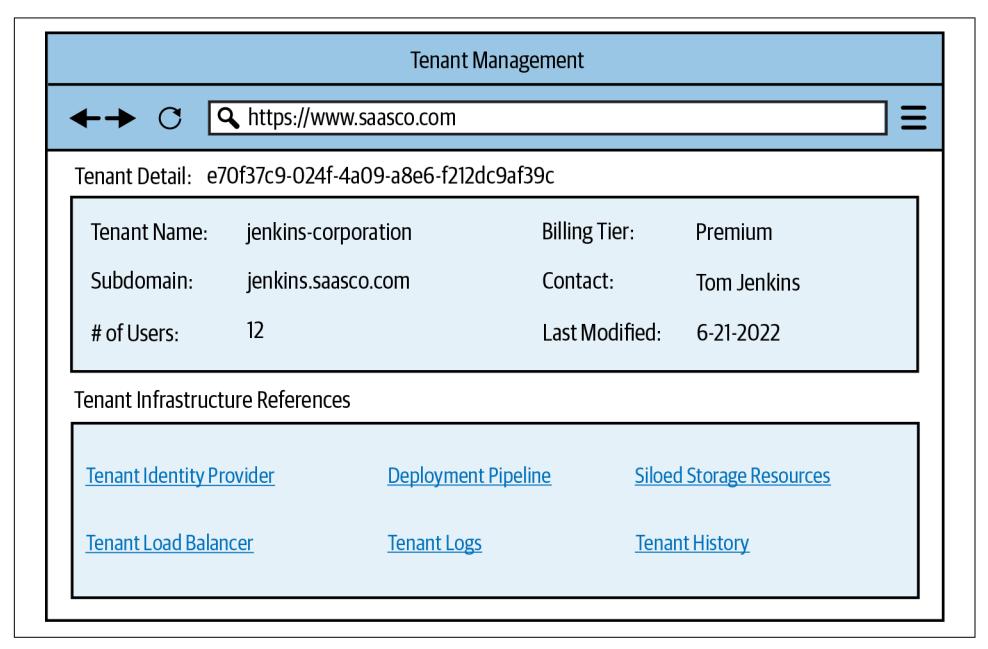 Tenant Management
https://www.saasco.com
Tenant Detail: e70f37c9-024f-4a09-a8e6-f212dc9af39c
Tenant Name: jenkins-corporation Billing Tier: Premium
Subdomain: jenkins.saasco.com Contact: Tom Jenkins
# of Users: 12 Last Modified: 6-21-2022
Tenant Infrastructure References
Tenant Identity Provider Deployment Pipeline Siloed Storage Resources
Tenant Load Balancer Tenant Logs Tenant History